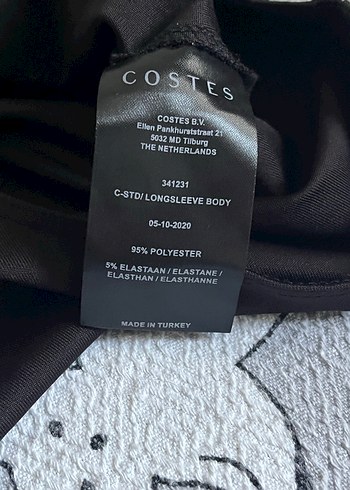 COSTES
COSTES B.V.
Ellen Pankhurststraat 21
5032 MD Tilburg
THE NETHERLANDS
341231
C-STD/ LONGSLEEVE BODY
05-10-2020
95% POLYESTER
5% ELASTAAN / ELASTANE /
ELASTHAN / ELASTHANNE
MADE IN TURKEY